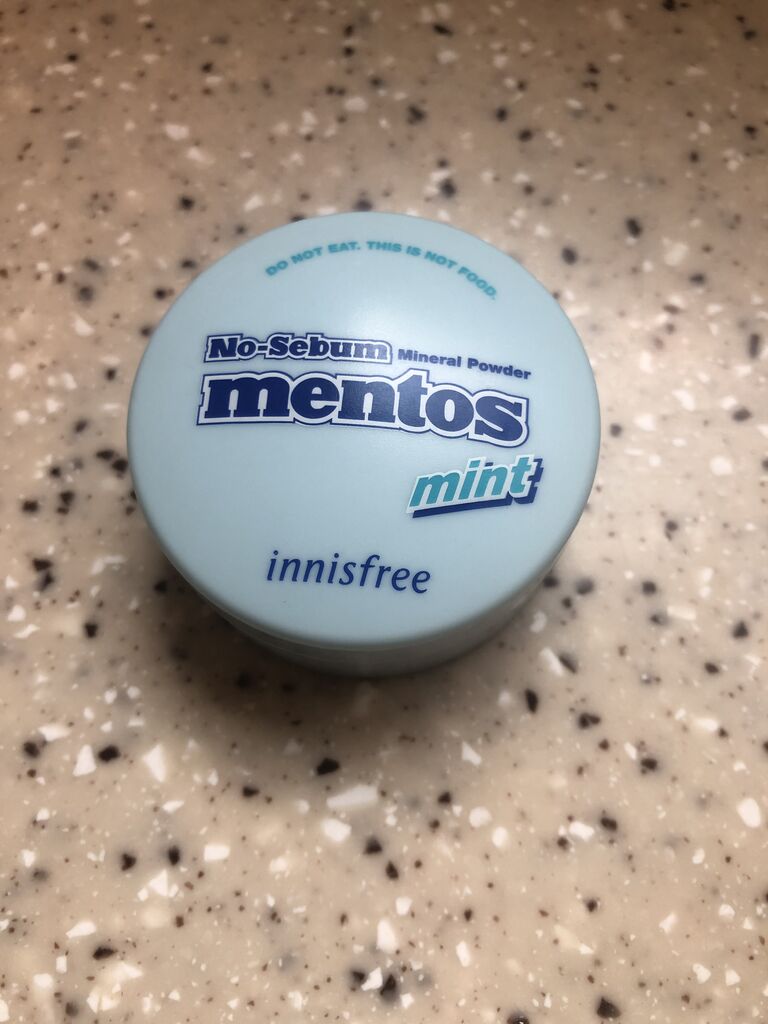 DO NOT EAT. THIS IS NOT FOOD.
No-Sebum Mineral Powder
mentos
mint
innisfree